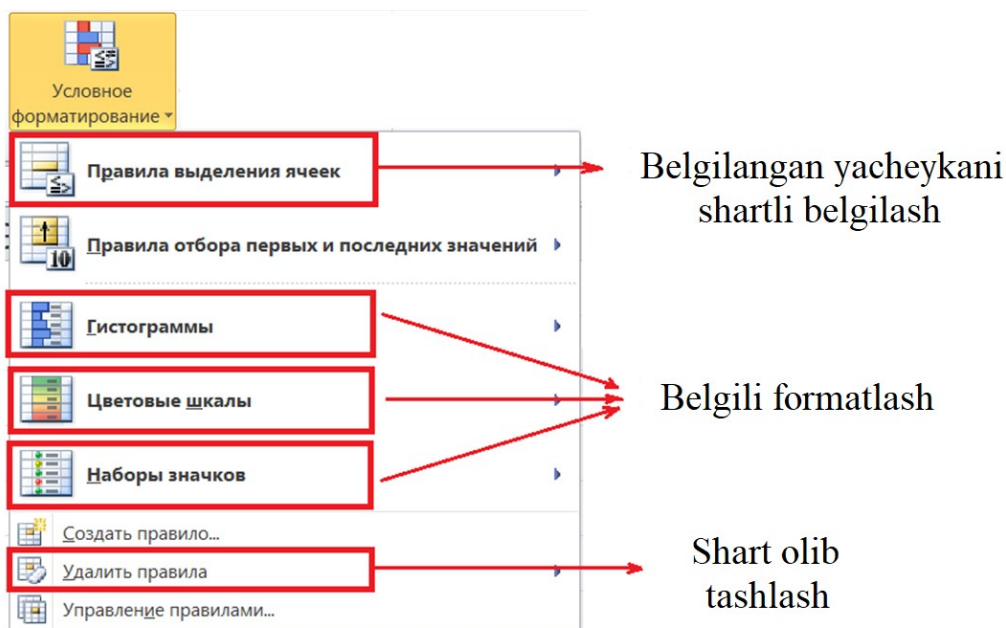 Условное
форматирование
Правила выделения ячеек
Belgilangan yacheykani
shartli belgilash
Правила отбора первых и последних значений
10
Гистограммы
Цветовые шкалы
Belgili formatlash
Наборы значков
Создать правило...
Удалить правила
Shart olib
tashlash
Управление правилами...